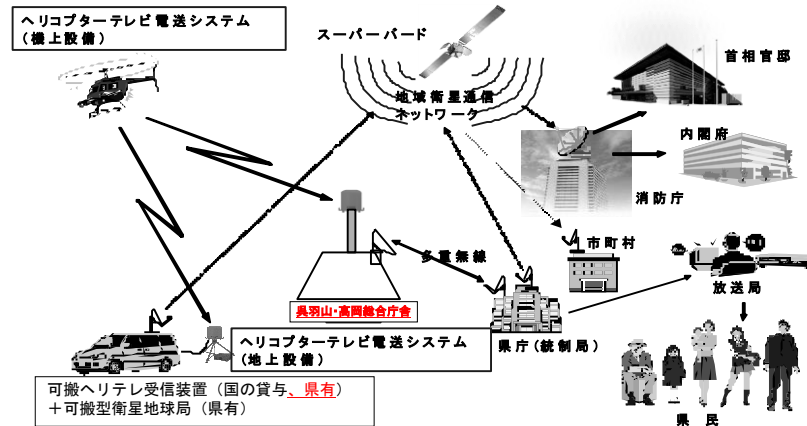 ヘリコプターテレビ電送システム
(機上設備)
スーパーバード
地域衛星通信
ネットワーク
首相官邸
内閣府
消防庁
市町村
多重無線
放送局
呉羽山・高岡総合庁舎
県庁(統制局)
ヘリコプターテレビ電送システム
(地上設備)
可搬ヘリテレ受信装置（国の貸与、県有）
＋可搬型衛星地球局（県有）
県 民